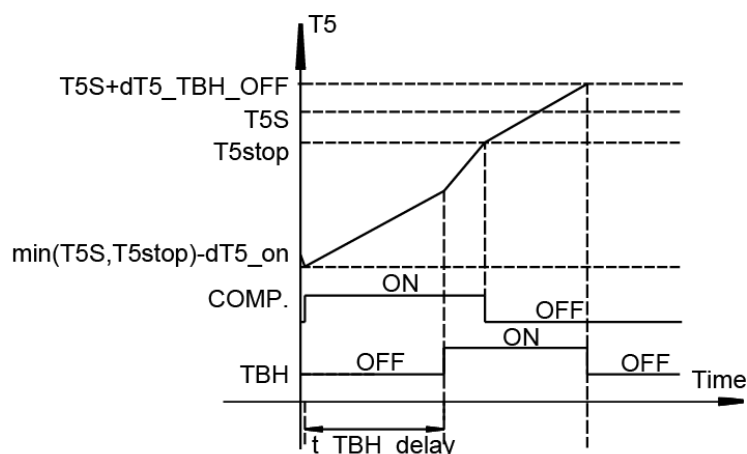 T5
T5S+dT5_TBH_OFF
T5S
T5stop
min(T5S,T5stop)-dT5_on
ON
COMP.
OFF
ON
TBH
OFF
OFF
Time
t_TBH_delay